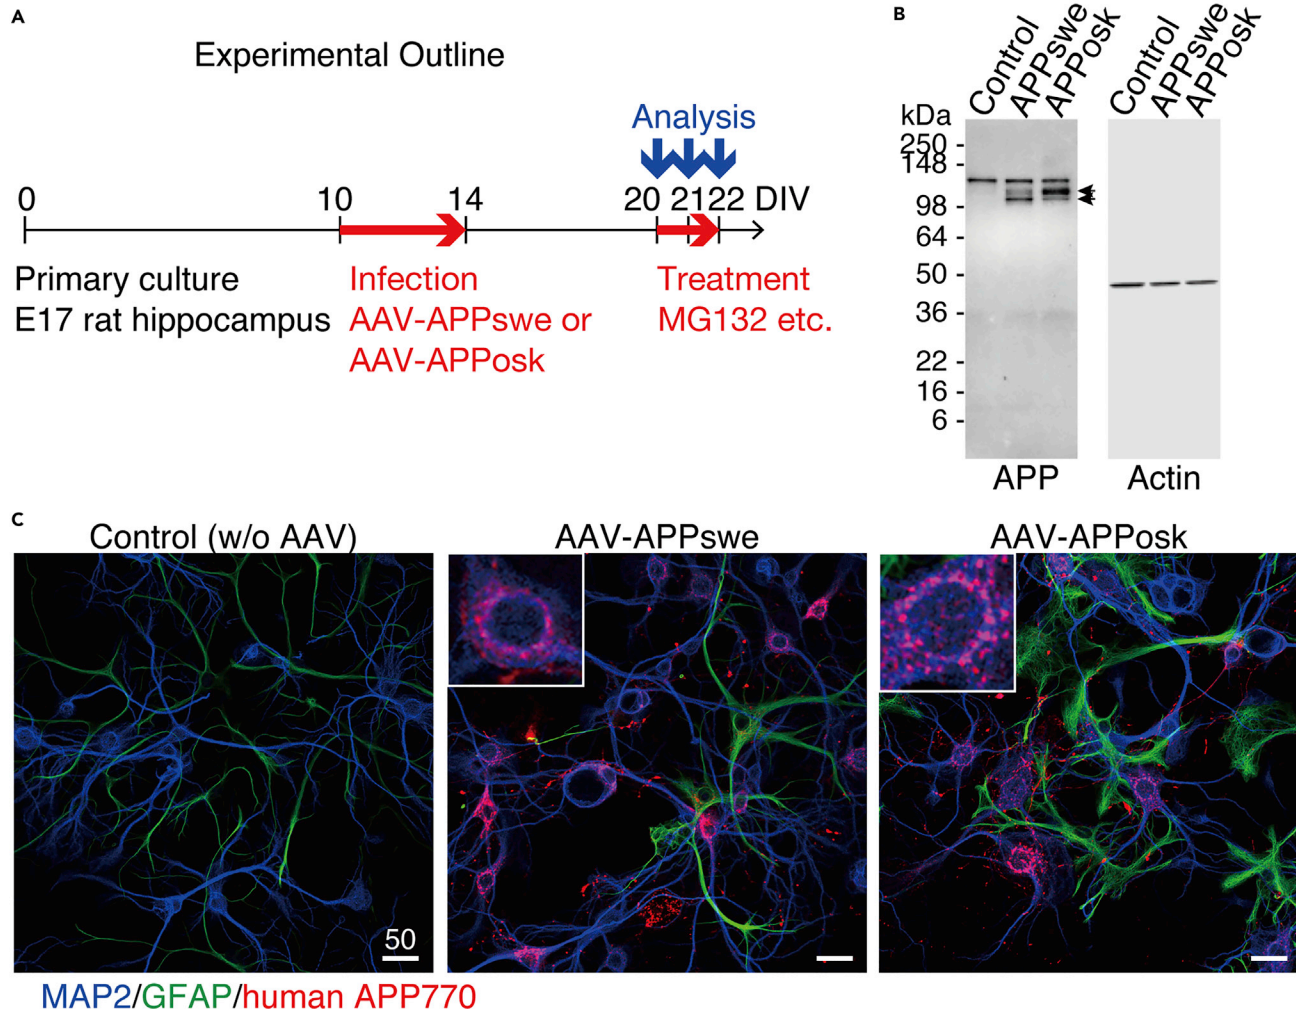 A
Experimental Outline
Analysis
0 10 14 20 21 22 DIV
Primary culture
E17 rat hippocampus
Infection
AAV-APPswe or
AAV-APPosk
Treatment
MG132 etc.
B
Control APPswe APPosk Control APPswe APPosk
kDa
250 -
148 -
98 -
64 -
50 -
36 -
22 -
16 -
6 -
APP Actin
C
Control (w/o AAV) AAV-APPswe AAV-APPosk
50
MAP2/GFAP/human APP770